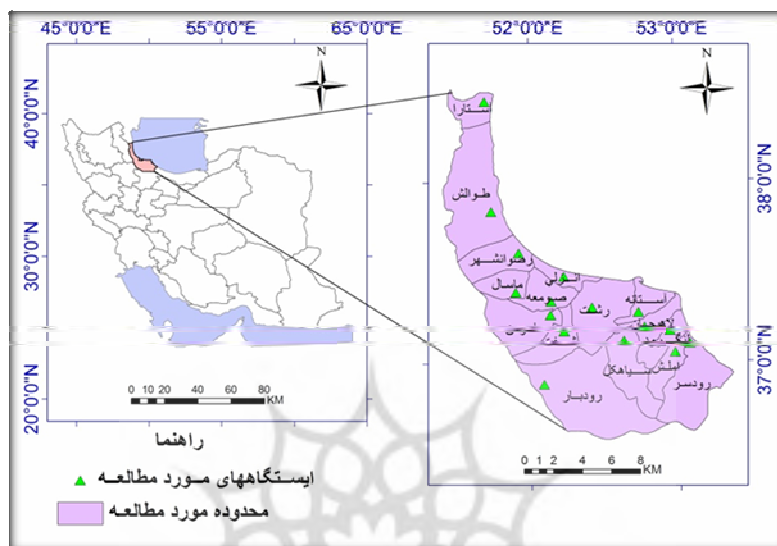 45°0'0"E 55°0'0"E 65°0'0"E
52°0'0"E 53°0'0"E
N
N
40°0'0"N
30°0'0"N
20°0'0"N
38°0'0"N
37°0'0"N
آستارا
طوالش
رضوانشهر
انزلی
ماسال
صومعه
رشت
آستانه
لاهیجان
املش
سیاهکل
رودسر
رودبار
0 10 20 40 60 80
KM
0 1 2 4 6 8
KM
راهنما
ایستگاههای مورد مطالعه
محدوده مورد مطالعه